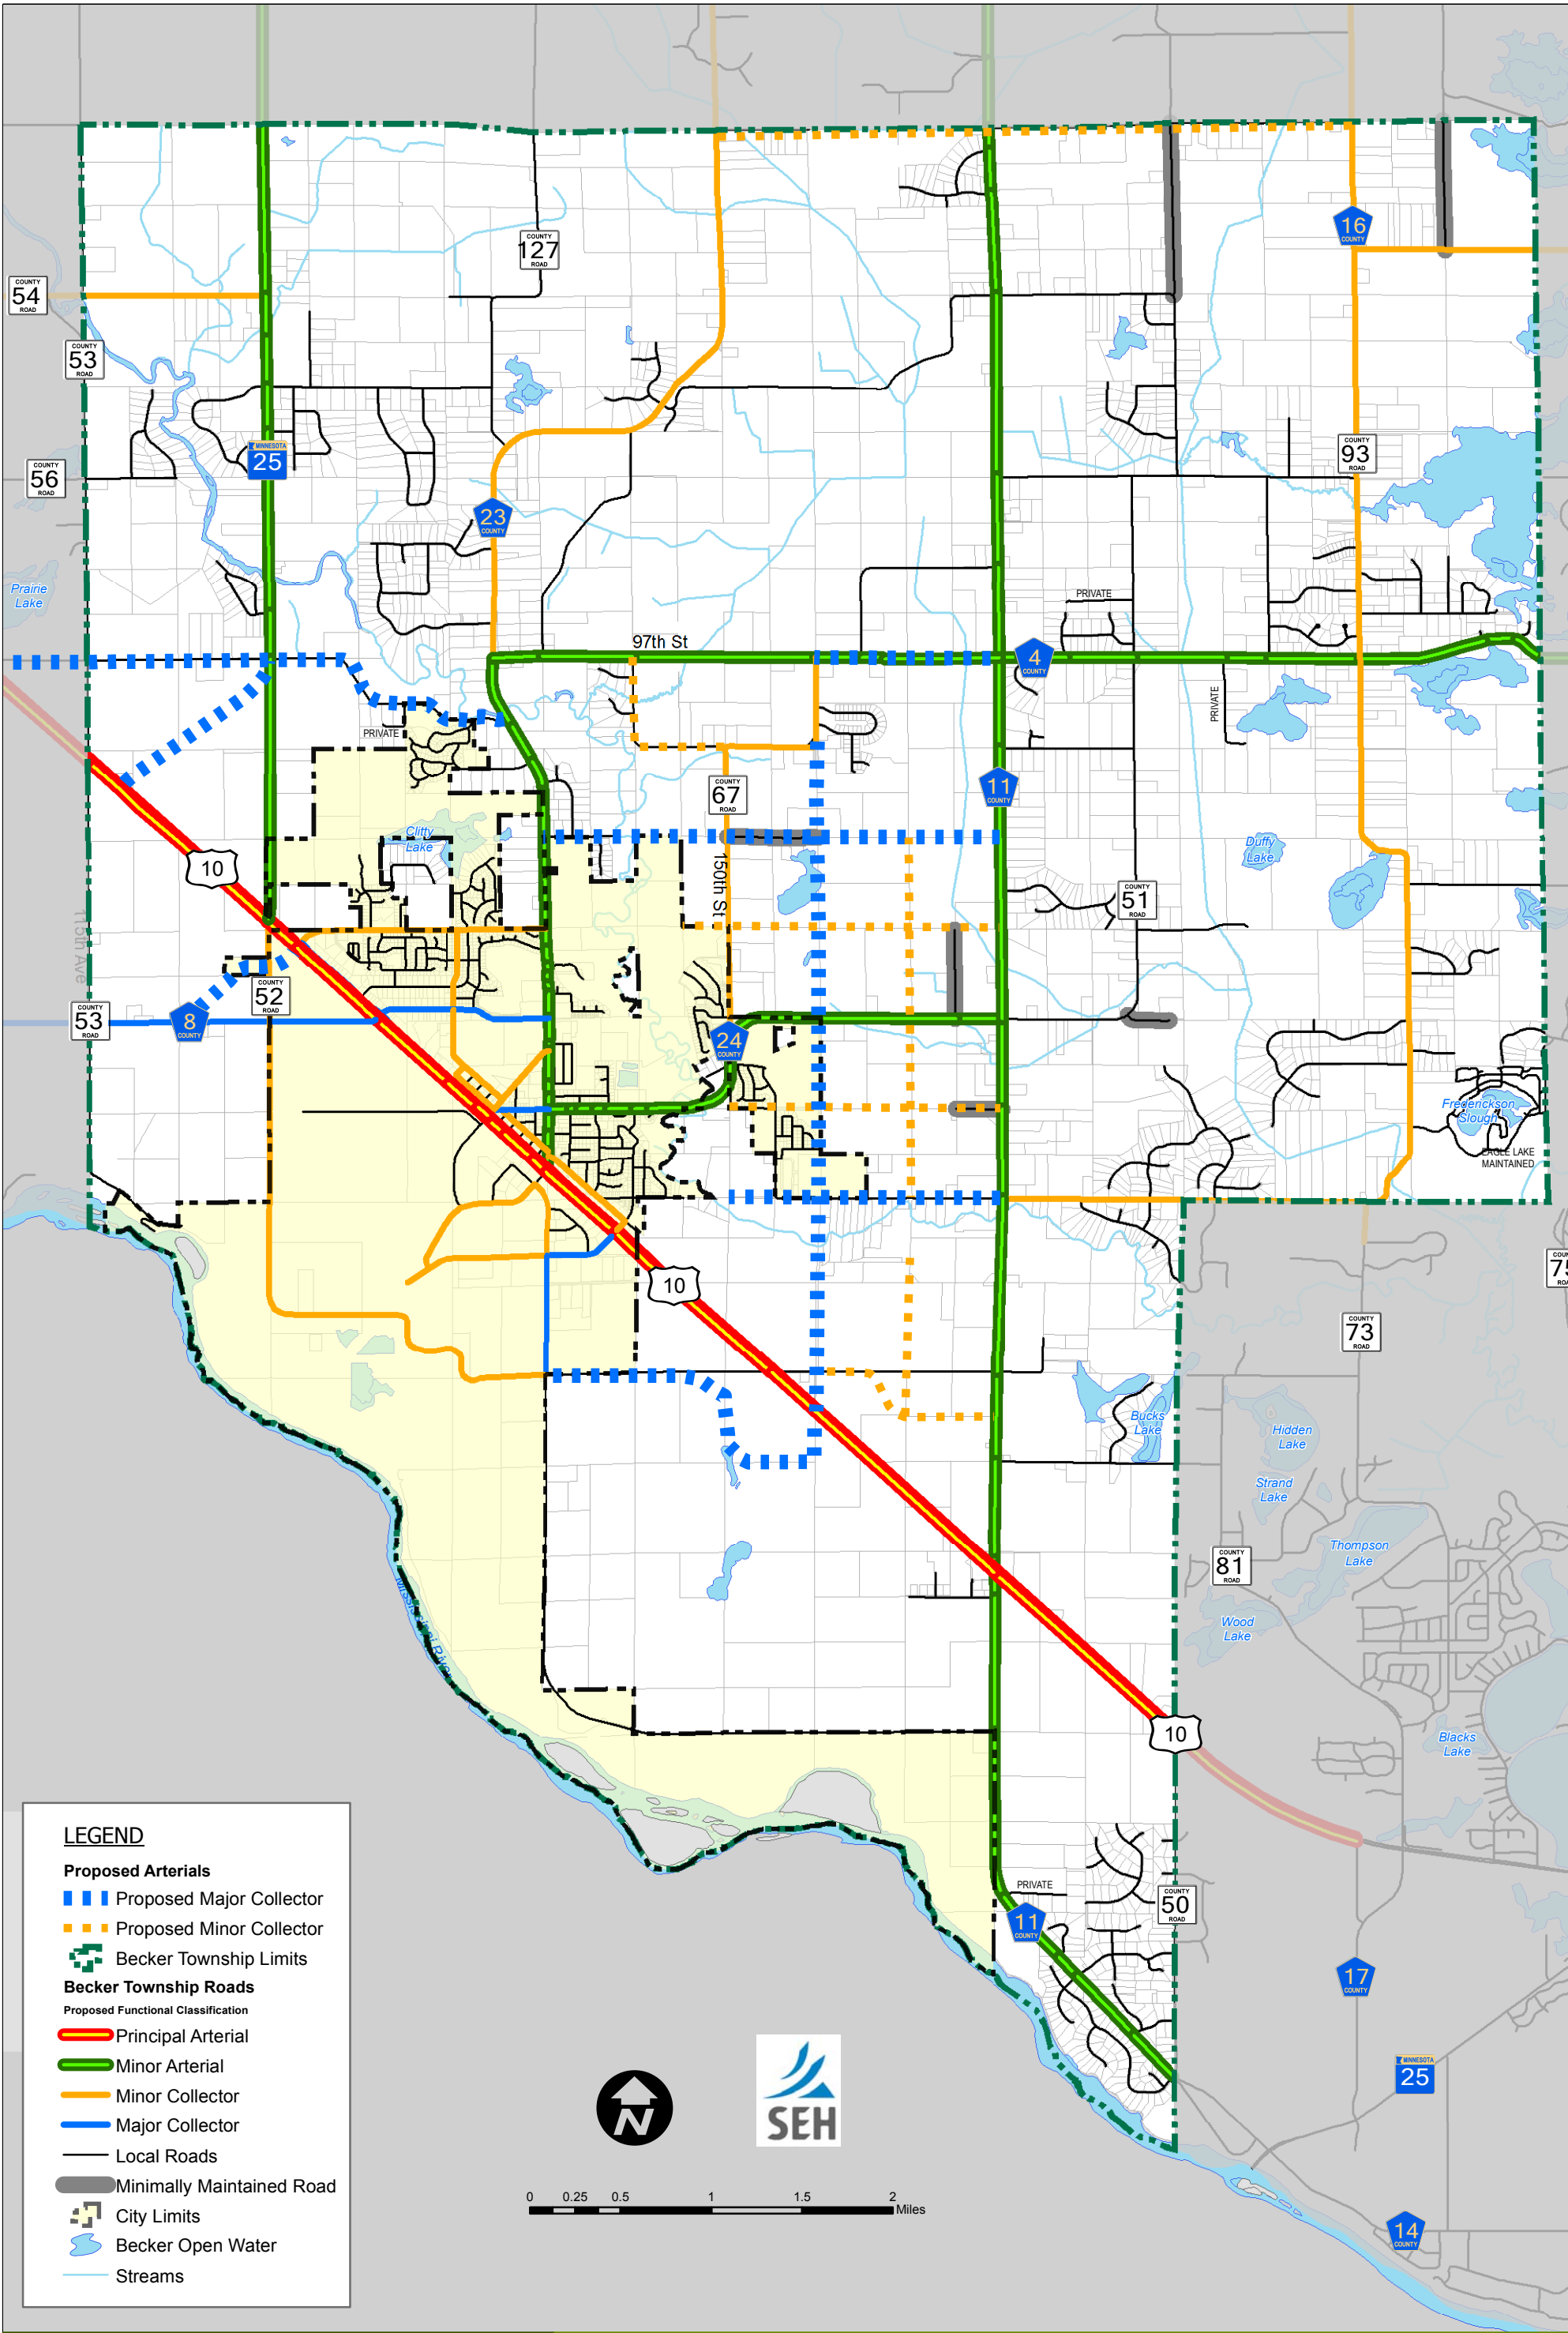 COUNTY
127
ROAD
16
COUNTY
COUNTY
54
ROAD
COUNTY
53
ROAD
MINNESOTA
25
COUNTY
93
ROAD
COUNTY
56
ROAD
23
COUNTY
Prairie
Lake
PRIVATE
97th St
4
COUNTY
PRIVATE
PRIVATE
COUNTY
67
ROAD
11
COUNTY
Clitty
Lake
Duffy
Lake
10
150th St
COUNTY
51
ROAD
115th Ave
COUNTY
52
ROAD
COUNTY
53
ROAD
8
COUNTY
24
COUNTY
Frederickson
Slough
EAGLE LAKE
MAINTAINED
10
COUN
75
ROA
COUNTY
73
ROAD
Bucks
Lake
Hidden
Lake
Strand
Lake
Thompson
Lake
COUNTY
81
ROAD
Mississippi River
Wood
Lake
10
Blacks
Lake
PRIVATE
COUNTY
50
ROAD
11
COUNTY
17
COUNTY
MINNESOTA
25
14
COUNTY
LEGEND
Proposed Arterials
Proposed Major Collector
Proposed Minor Collector
Becker Township Limits
Becker Township Roads
Proposed Functional Classification
Principal Arterial
Minor Arterial
Minor Collector
Major Collector
Local Roads
Minimally Maintained Road
City Limits
Becker Open Water
Streams
N
SEH
0 0.25 0.5 1 1.5 2
Miles